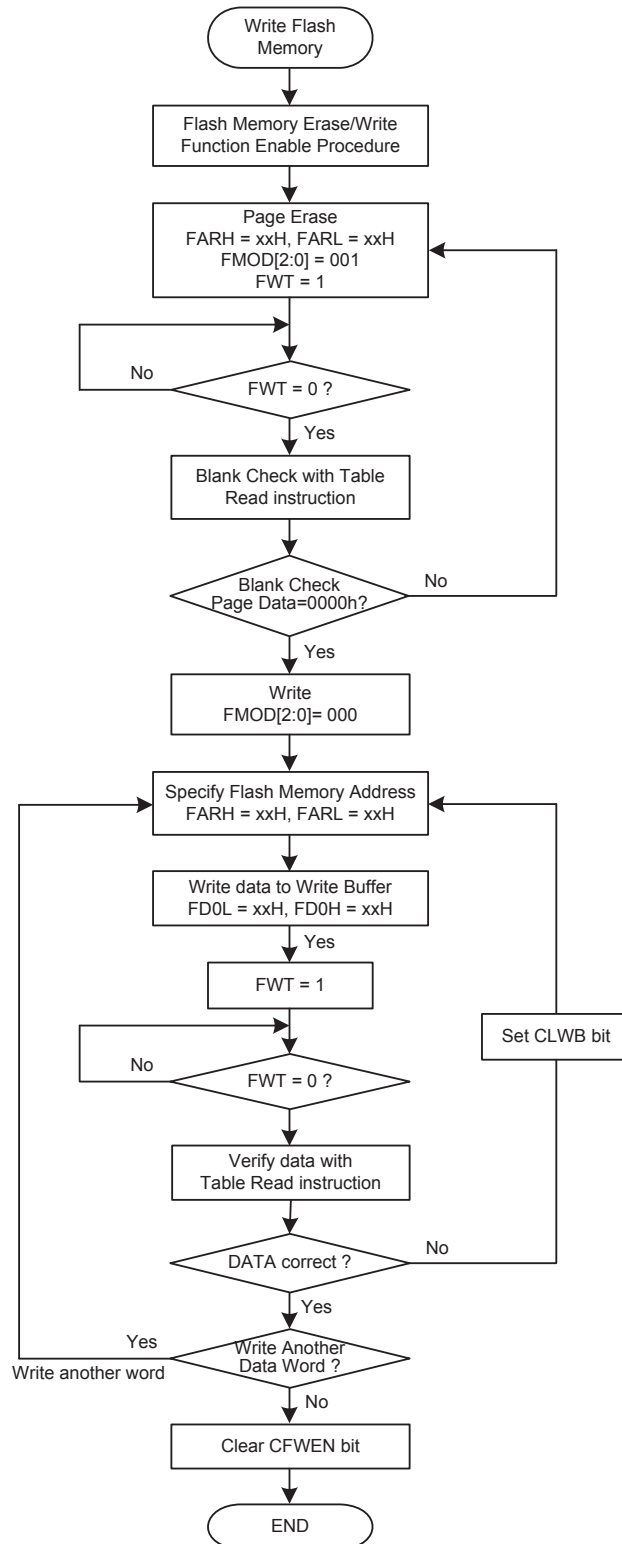 Write Flash
Memory
Flash Memory Erase/Write
Function Enable Procedure
Page Erase
FARH = xxH, FARL = xxH
FMOD[2:0] = 001
FWT = 1
No
FWT = 0 ?
Yes
Blank Check with Table
Read instruction
Blank Check
Page Data=0000h?
No
Yes
Write
FMOD[2:0]= 000
Specify Flash Memory Address
FARH = xxH, FARL = xxH
Write data to Write Buffer
FD0L = xxH, FD0H = xxH
Yes
FWT = 1
Set CLWB bit
No
FWT = 0 ?
Verify data with
Table Read instruction
DATA correct ?
No
Yes
Yes
Write another word
Write Another
Data Word ?
No
Clear CFWEN bit
END